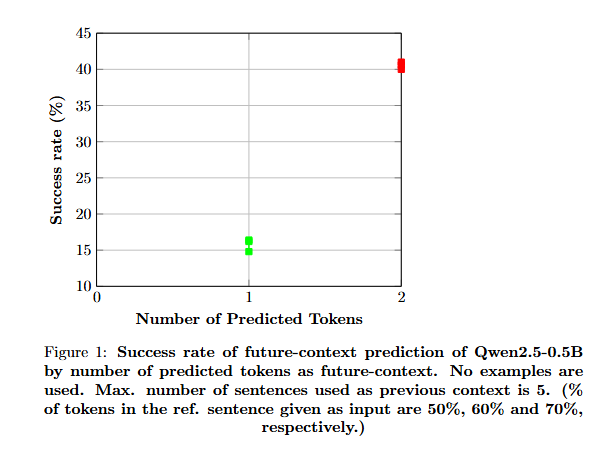 45
40
35
30
25
20
15
10
Success rate (%)
0 1 2
Number of Predicted Tokens
Figure 1: Success rate of future-context prediction of Qwen2.5-0.5B
by number of predicted tokens as future-context. No examples are
used. Max. number of sentences used as previous context is 5. (%
of tokens in the ref. sentence given as input are 50%, 60% and 70%,
respectively.)